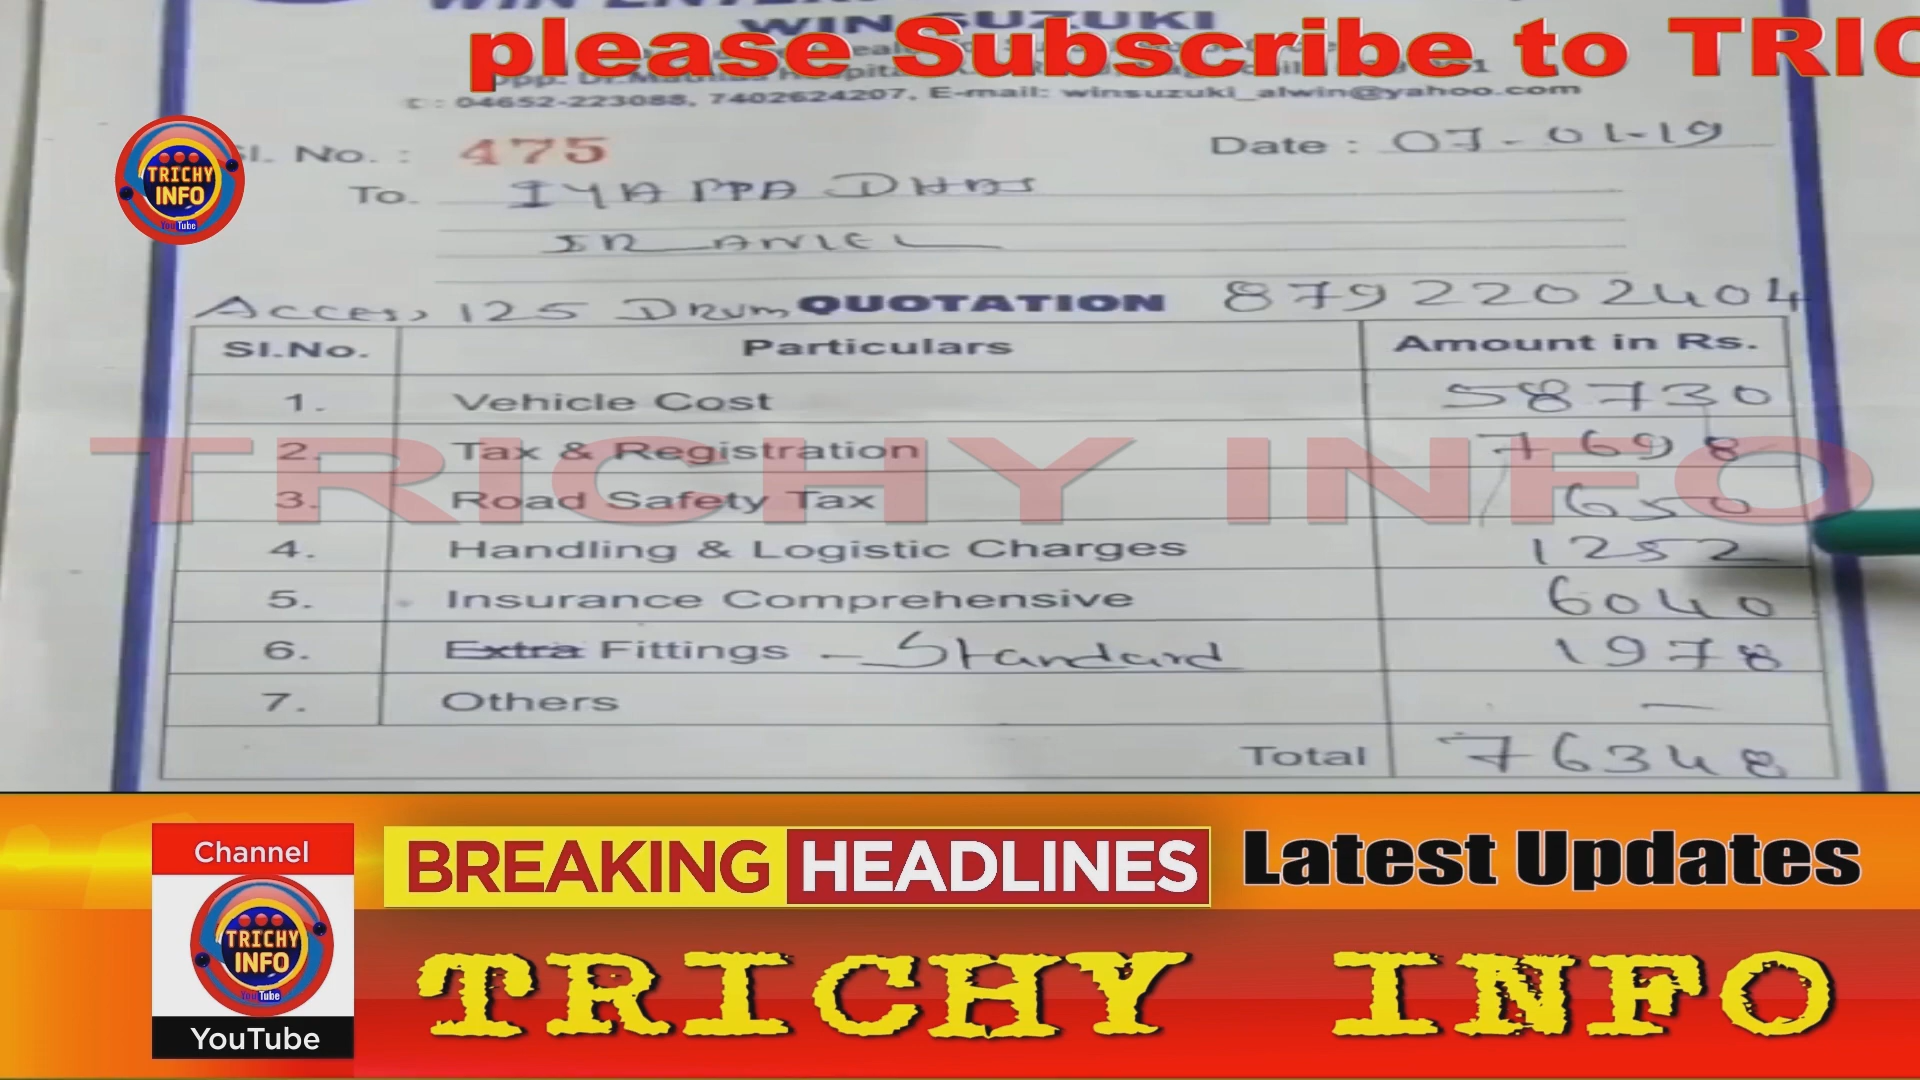 WIN SUZUKI
please Subscribe to TRIC
: 04652-223088, 7402624207, E-mail: winsuzuki_alwin@yahoo.com
Sl. No. : 475 Date : 07-01-19
To. IYAPPA DHAS
QUOTATION
Access 125 Drum 8792202404
Sl.No. Particulars Amount in Rs.
1. Vehicle Cost 58730
2. Tax & Registration 7698
3. Road Safety Tax 650
4. Handling & Logistic Charges 1252
5. Insurance Comprehensive 6040
6. Extra Fittings - Standard 1978
7. Others —
Total 76348
TRICHY INFO
TRICHY
INFO
YouTube
Channel
TRICHY
INFO
YouTube
YouTube
BREAKING HEADLINES Latest Updates
TRICHY INFO